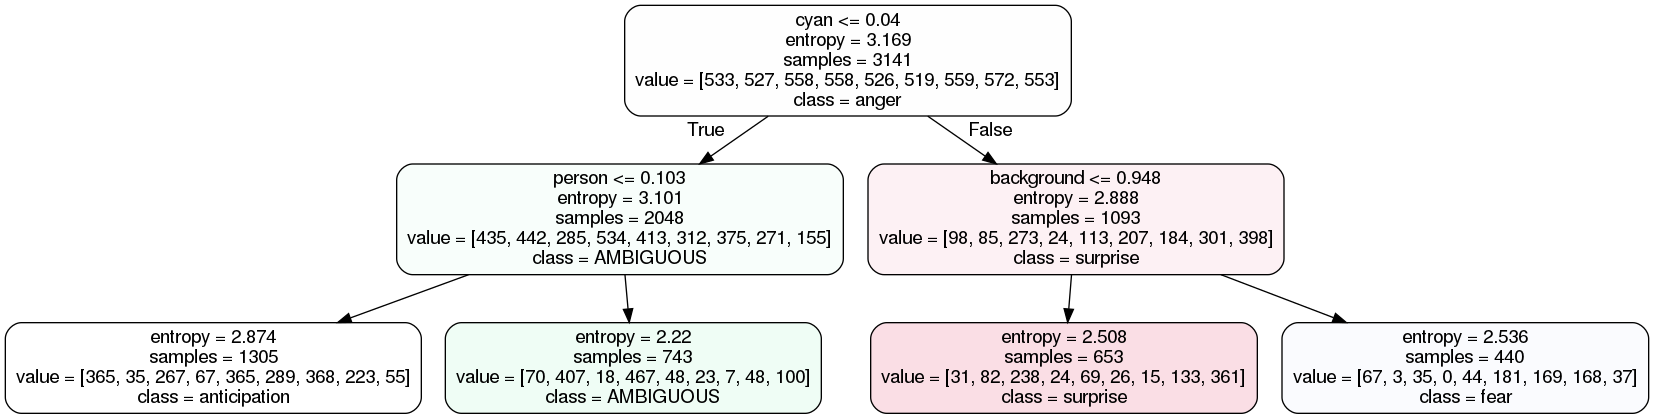 cyan <= 0.04
entropy = 3.169
samples = 3141
value = [533, 527, 558, 558, 526, 519, 559, 572, 553]
class = anger
True
False
person <= 0.103
entropy = 3.101
samples = 2048
value = [435, 442, 285, 534, 413, 312, 375, 271, 155]
class = AMBIGUOUS
background <= 0.948
entropy = 2.888
samples = 1093
value = [98, 85, 273, 24, 113, 207, 184, 301, 398]
class = surprise
entropy = 2.874
samples = 1305
value = [365, 35, 267, 67, 365, 289, 368, 223, 55]
class = anticipation
entropy = 2.22
samples = 743
value = [70, 407, 18, 467, 48, 23, 7, 48, 100]
class = AMBIGUOUS
entropy = 2.508
samples = 653
value = [31, 82, 238, 24, 69, 26, 15, 133, 361]
class = surprise
entropy = 2.536
samples = 440
value = [67, 3, 35, 0, 44, 181, 169, 168, 37]
class = fear